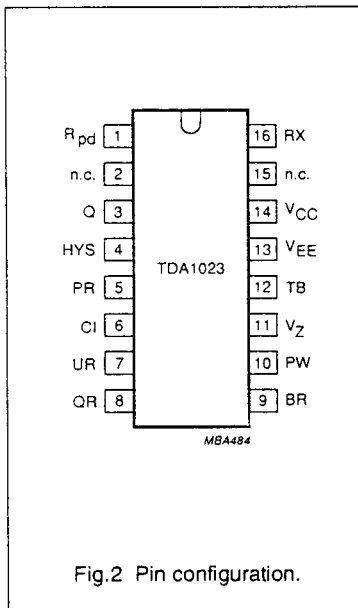 Rpd 1 16 RX
n.c. 2 15 n.c.
Q 3 14 VCC
HYS 4 13 VEE
TDA1023
PR 5 12 TB
CI 6 11 VZ
UR 7 10 PW
QR 8 9 BR
MBA484
Fig.2 Pin configuration.